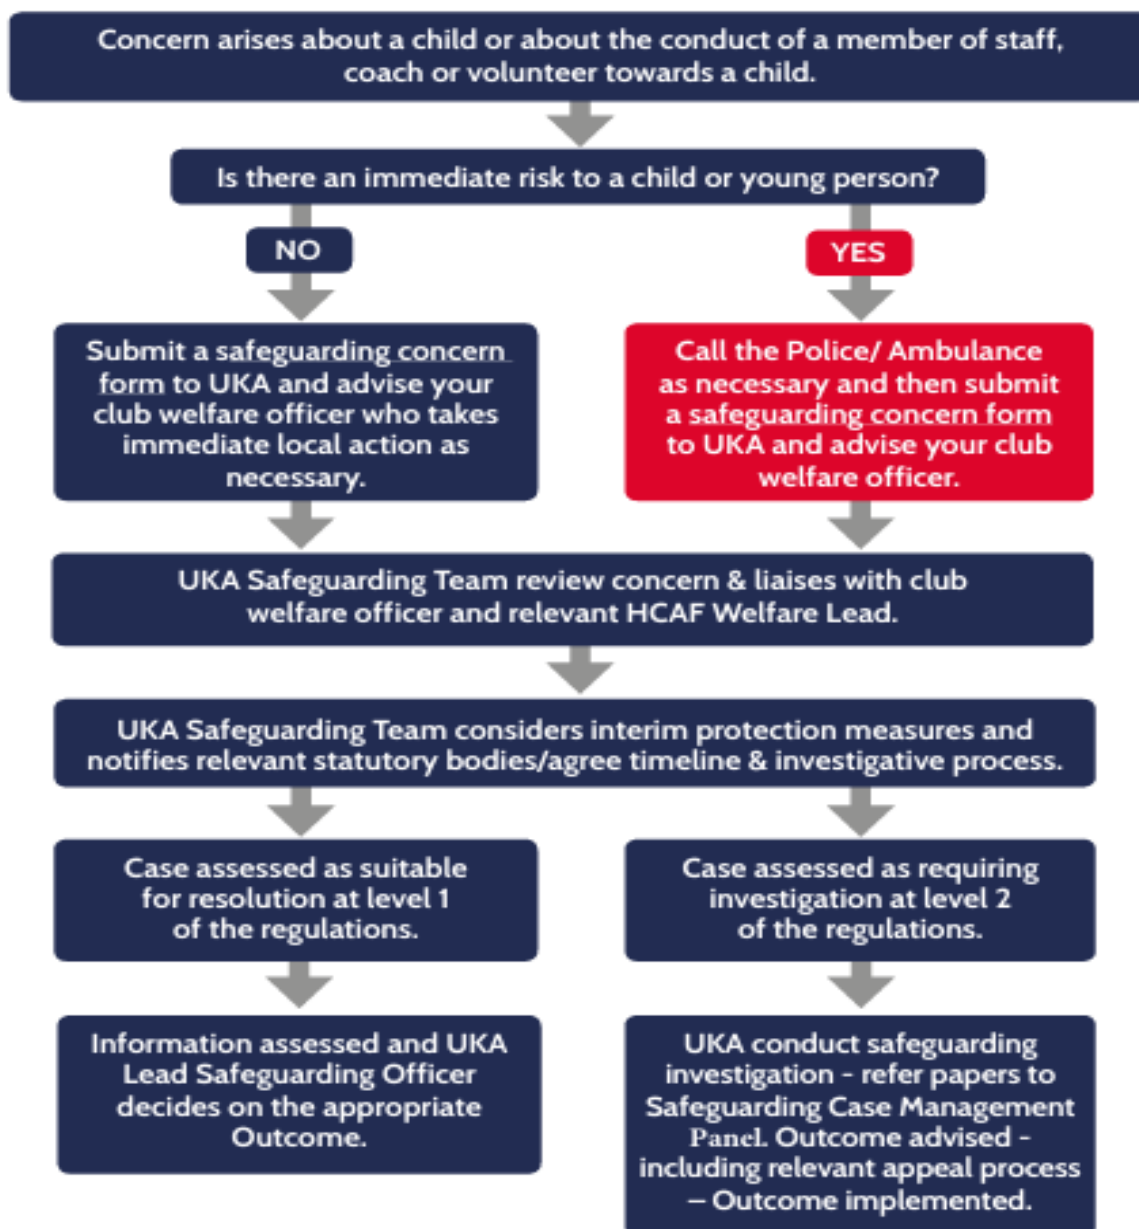 Concern arises about a child or about the conduct of a member of staff,
coach or volunteer towards a child.
Is there an immediate risk to a child or young person?
NO
YES
Submit a safeguarding concern
form to UKA and advise your
club welfare officer who takes
immediate local action as
necessary.
Call the Police/ Ambulance
as necessary and then submit
a safeguarding concern form
to UKA and advise your club
welfare officer.
UKA Safeguarding Team review concern & liaises with club
welfare officer and relevant HCAF Welfare Lead.
UKA Safeguarding Team considers interim protection measures and
notifies relevant statutory bodies/agree timeline & investigative process.
Case assessed as suitable
for resolution at level 1
of the regulations.
Case assessed as requiring
investigation at level 2
of the regulations.
Information assessed and UKA
Lead Safeguarding Officer
decides on the appropriate
Outcome.
UKA conduct safeguarding
investigation - refer papers to
Safeguarding Case Management
Panel. Outcome advised -
including relevant appeal process
– Outcome implemented.